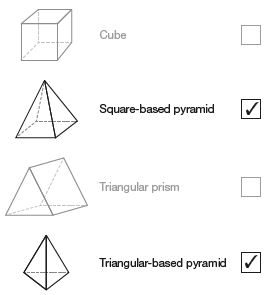 Cube
Square-based pyramid
Triangular prism
Triangular-based pyramid